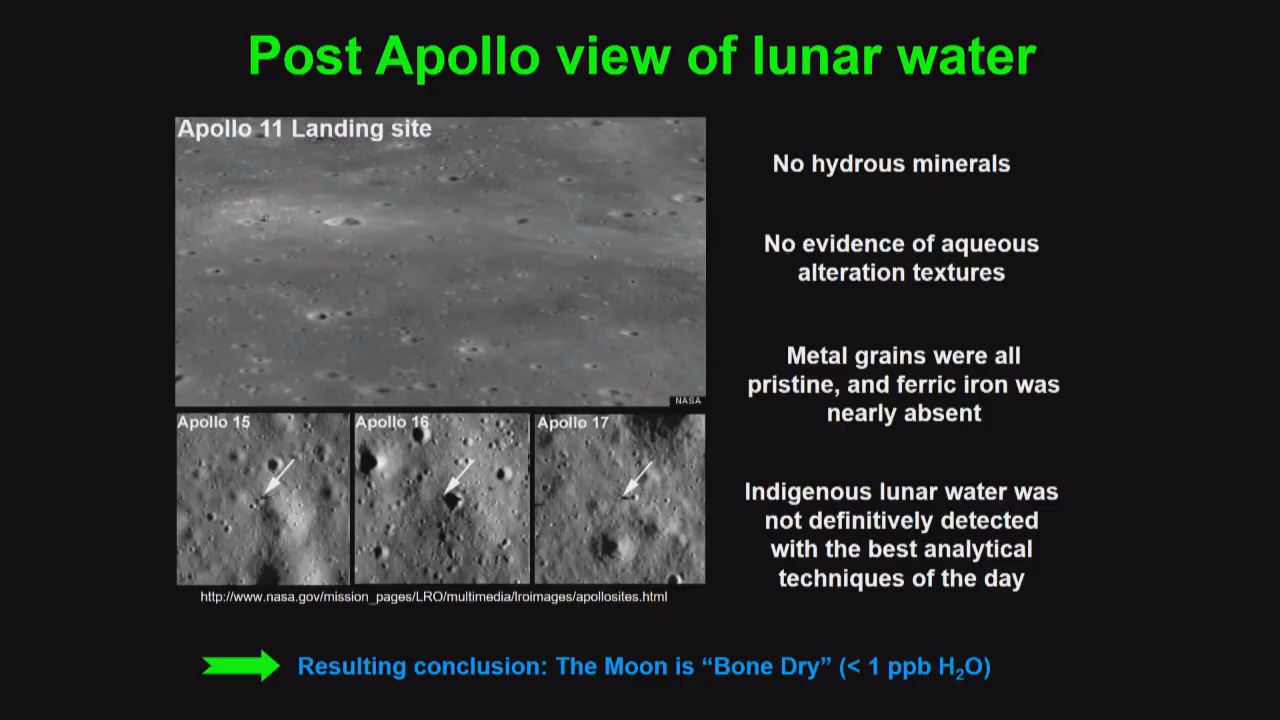 Post Apollo view of lunar water
Apollo 11 Landing site
NASA
Apollo 15
Apollo 16
Apollo 17
http://www.nasa.gov/mission_pages/LRO/multimedia/lroimages/apollosites.html
No hydrous minerals
No evidence of aqueous
alteration textures
Metal grains were all
pristine, and ferric iron was
nearly absent
Indigenous lunar water was
not definitively detected
with the best analytical
techniques of the day
Resulting conclusion: The Moon is “Bone Dry” (< 1 ppb H₂O)